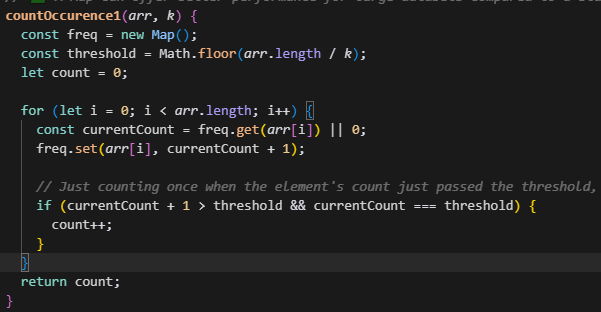 countOccurence1(arr, k) {
const freq = new Map();
const threshold = Math.floor(arr.length / k);
let count = 0;
for (let i = 0; i < arr.length; i++) {
const currentCount = freq.get(arr[i]) || 0;
freq.set(arr[i], currentCount + 1);
// Just counting once when the element's count just passed the threshold,
if (currentCount + 1 > threshold && currentCount === threshold) {
count++;
}
}
return count;
}